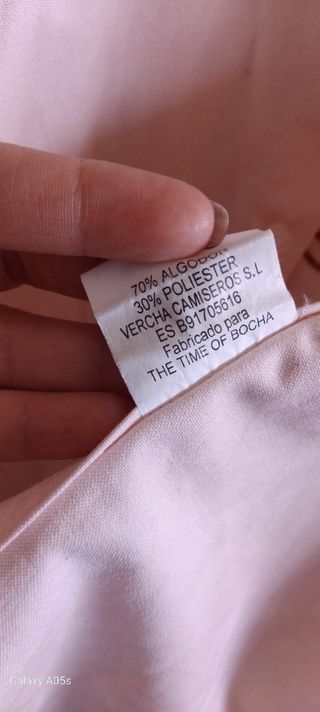 70% ALGODON
30% POLIESTER
VERCHA CAMISEROS S.L
ES B91705616
Fabricado para
THE TIME OF BOCHA
Galaxy A05s